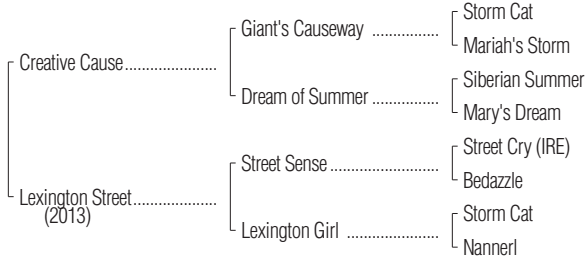 Storm Cat
Giant's Causeway ................
Mariah's Storm
Creative Cause......................
Siberian Summer
Dream of Summer ................
Mary's Dream
Street Cry (IRE)
Street Sense ..........................
Bedazzle
Lexington Street....................
(2013)
Storm Cat
Lexington Girl ......................
Nannerl